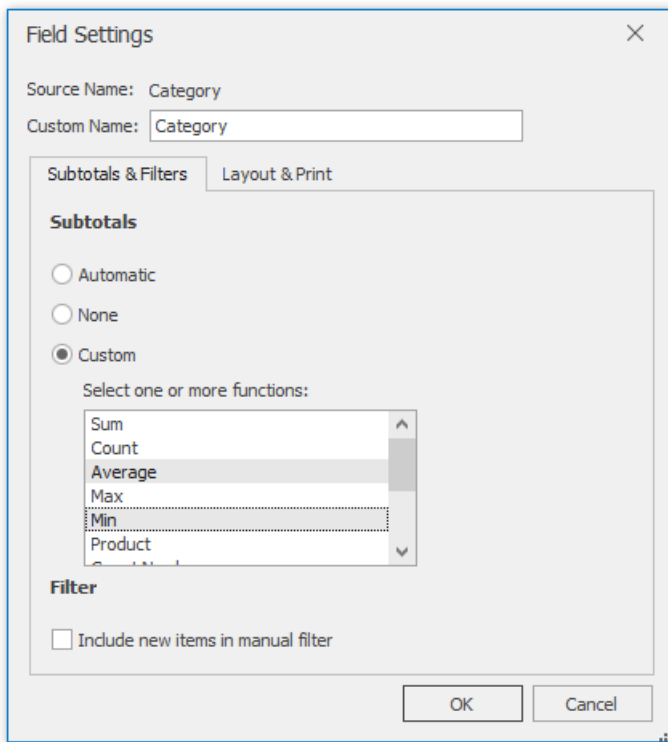 Field Settings
Source Name: Category
Custom Name: Category
Subtotals & Filters Layout & Print
Subtotals
Automatic
None
Custom
Select one or more functions:
Sum
Count
Average
Max
Min
Product
Filter
Include new items in manual filter
OK Cancel